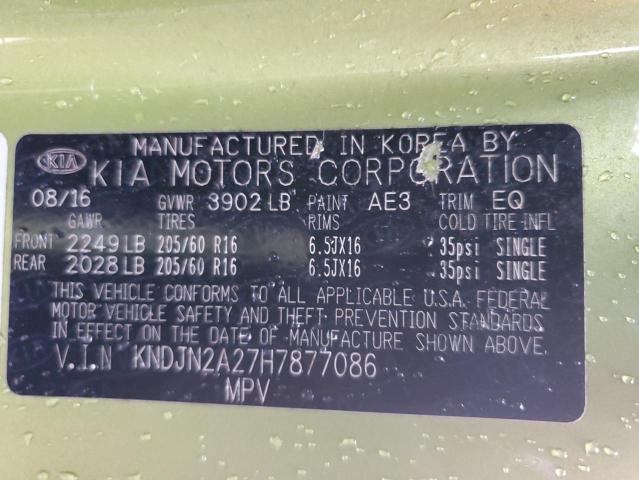 MANUFACTURED IN KOREA BY
KIA KIA MOTORS CORPORATION
08/16 GVWR 3902 LB PAINT AE3 TRIM EQ
GAWR TIRES RIMS COLD TIRE INFL
FRONT 2249 LB 205/60 R16 6.5JX16 35psi SINGLE
REAR 2028 LB 205/60 R16 6.5JX16 35psi SINGLE
THIS VEHICLE CONFORMS TO ALL APPLICABLE U.S.A. FEDERAL
MOTOR VEHICLE SAFETY AND THEFT PREVENTION STANDARDS
IN EFFECT ON THE DATE OF MANUFACTURE SHOWN ABOVE.
V.I.N KNDJN2A27H7877086
MPV